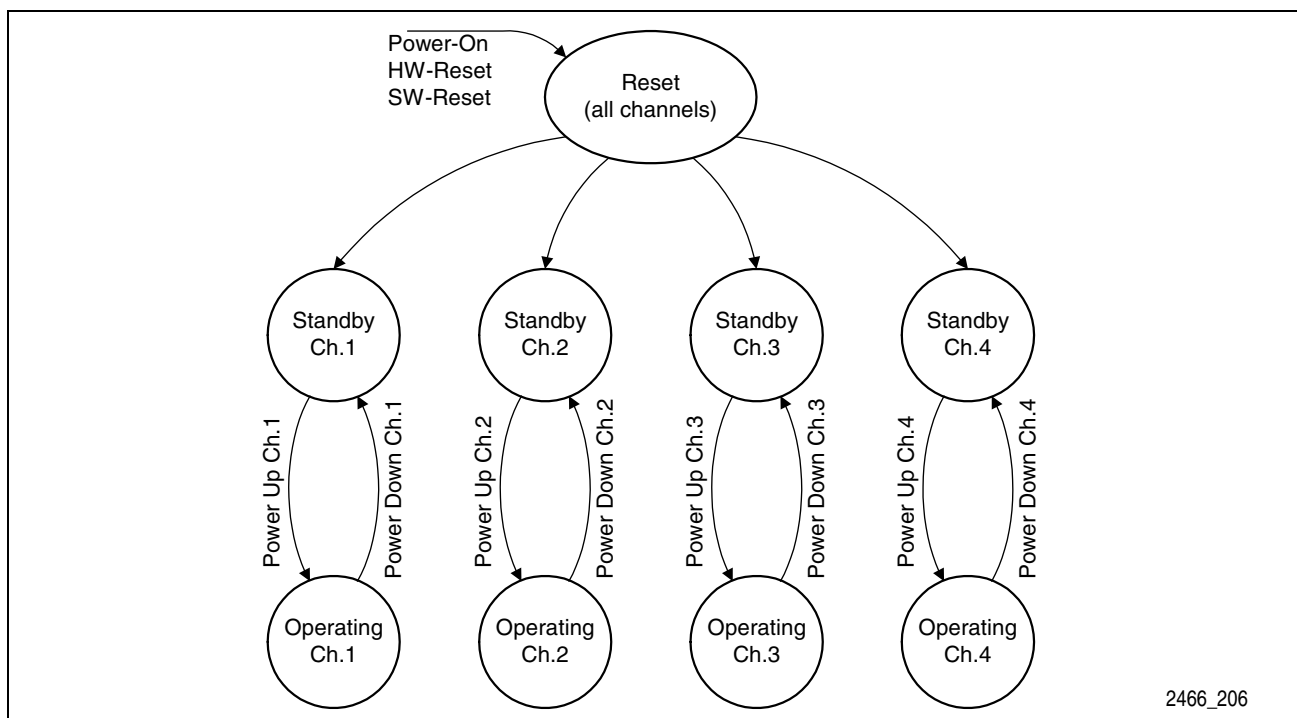 Power-On
HW-Reset
SW-Reset
Reset
(all channels)
Standby
Ch.1
Standby
Ch.2
Standby
Ch.3
Standby
Ch.4
Power Up Ch.1
Power Down Ch.1
Power Up Ch.2
Power Down Ch.2
Power Up Ch.3
Power Down Ch.3
Power Up Ch.4
Power Down Ch.4
Operating
Ch.1
Operating
Ch.2
Operating
Ch.3
Operating
Ch.4
2466_206